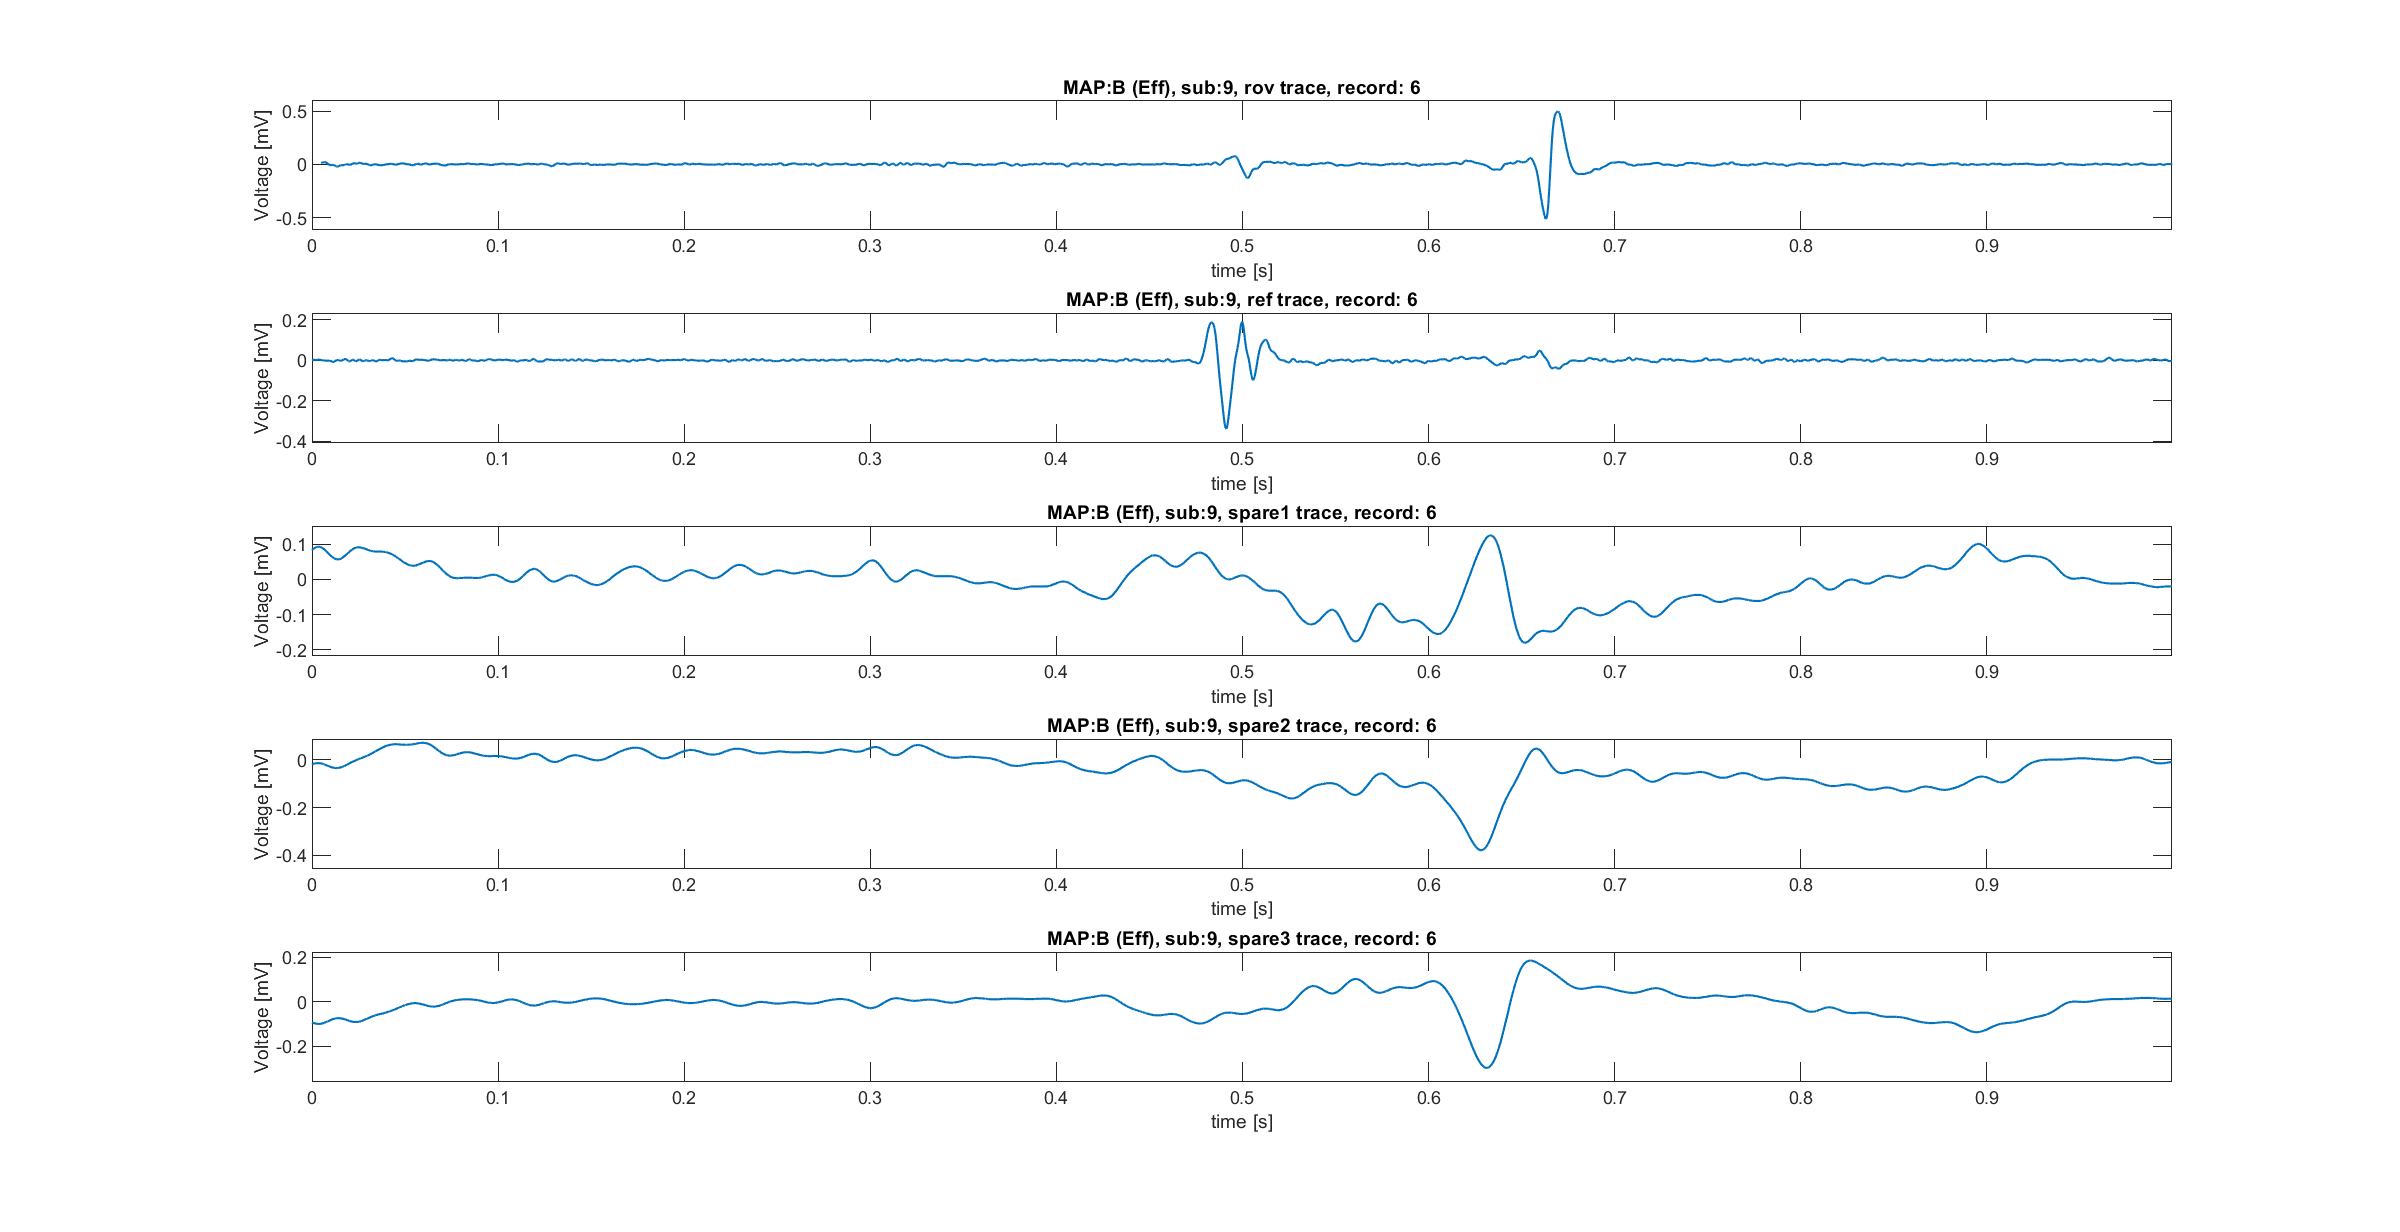 MAP:B (Eff), sub:9, rov trace, record: 6
Voltage [mV]
0.5
0
-0.5
0 0.1 0.2 0.3 0.4 0.5 0.6 0.7 0.8 0.9
time [s]
MAP:B (Eff), sub:9, ref trace, record: 6
Voltage [mV]
0.2
0
-0.2
-0.4
0 0.1 0.2 0.3 0.4 0.5 0.6 0.7 0.8 0.9
time [s]
MAP:B (Eff), sub:9, spare1 trace, record: 6
Voltage [mV]
0.1
0
-0.1
-0.2
0 0.1 0.2 0.3 0.4 0.5 0.6 0.7 0.8 0.9
time [s]
MAP:B (Eff), sub:9, spare2 trace, record: 6
Voltage [mV]
0
-0.2
-0.4
0 0.1 0.2 0.3 0.4 0.5 0.6 0.7 0.8 0.9
time [s]
MAP:B (Eff), sub:9, spare3 trace, record: 6
Voltage [mV]
0.2
0
-0.2
0 0.1 0.2 0.3 0.4 0.5 0.6 0.7 0.8 0.9
time [s]